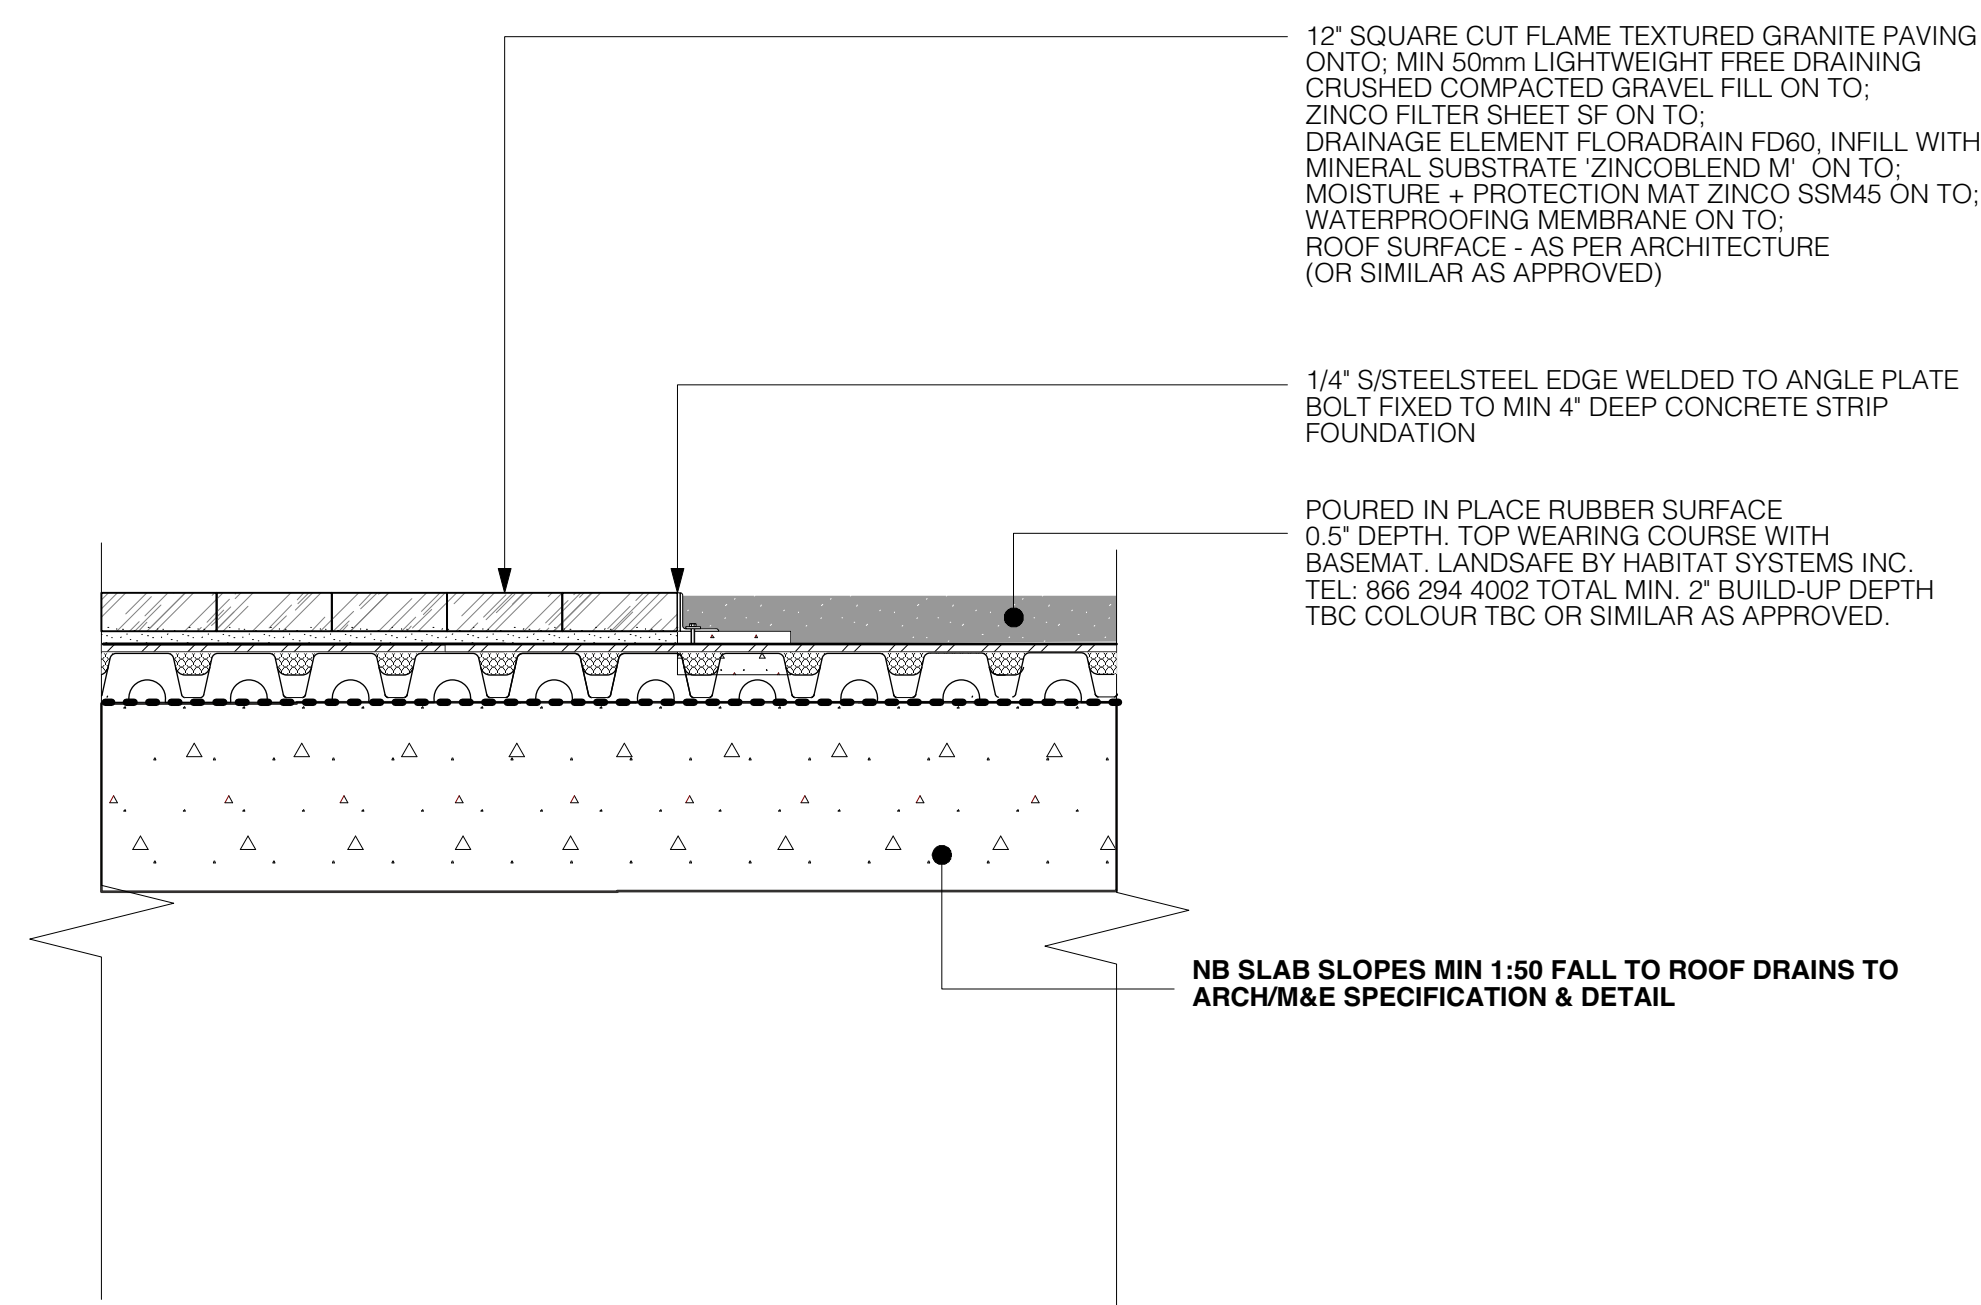 12" SQUARE CUT FLAME TEXTURED GRANITE PAVING
ONTO; MIN 50mm LIGHTWEIGHT FREE DRAINING
CRUSHED COMPACTED GRAVEL FILL ON TO;
ZINCO FILTER SHEET SF ON TO;
DRAINAGE ELEMENT FLORADRAIN FD60, INFILL WITH
MINERAL SUBSTRATE 'ZINCOBLEND M' ON TO;
MOISTURE + PROTECTION MAT ZINCO SSM45 ON TO;
WATERPROOFING MEMBRANE ON TO;
ROOF SURFACE - AS PER ARCHITECTURE
(OR SIMILAR AS APPROVED)
1/4" S/STEELSTEEL EDGE WELDED TO ANGLE PLATE
BOLT FIXED TO MIN 4" DEEP CONCRETE STRIP
FOUNDATION
POURED IN PLACE RUBBER SURFACE
0.5" DEPTH. TOP WEARING COURSE WITH
BASEMAT. LANDSAFE BY HABITAT SYSTEMS INC.
TEL: 866 294 4002 TOTAL MIN. 2" BUILD-UP DEPTH
TBC COLOUR TBC OR SIMILAR AS APPROVED.
NB SLAB SLOPES MIN 1:50 FALL TO ROOF DRAINS TO
ARCH/M&E SPECIFICATION & DETAIL